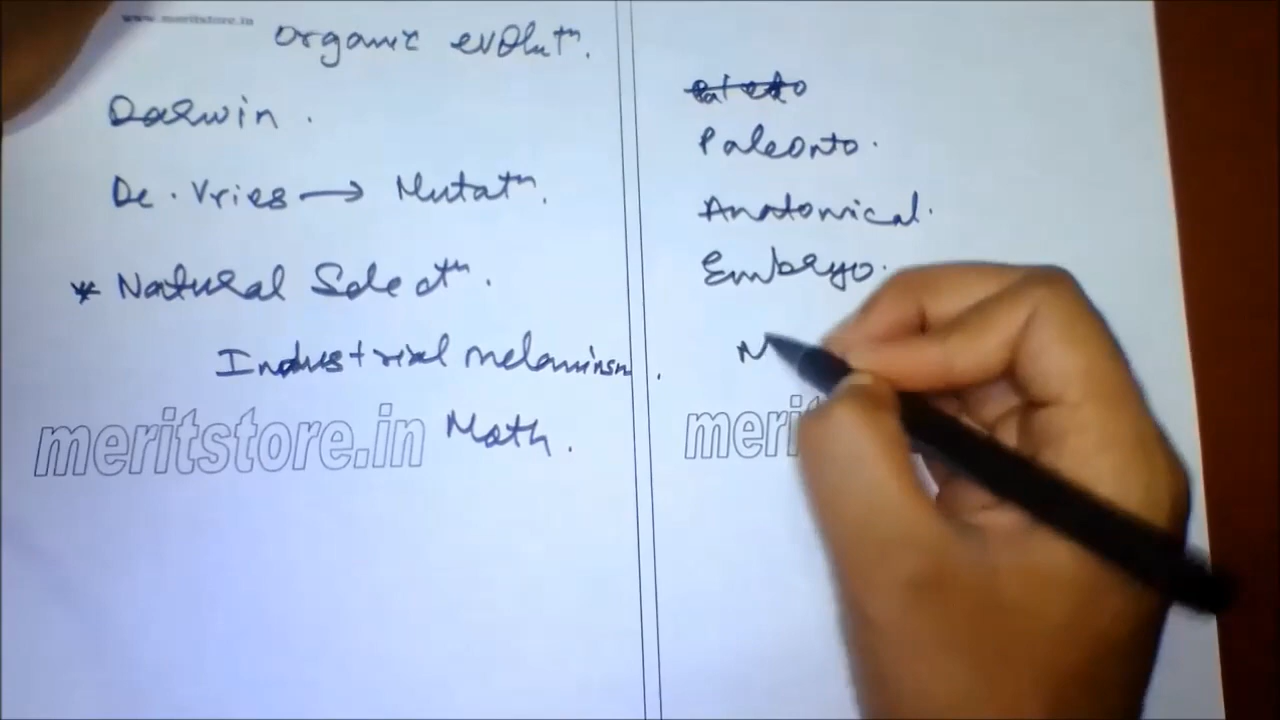 www.meritstore.in
organic evolutn.
Darwin.
De. Vries → Mutatn.
* Natural Selectn.
Industrial melaminsm.
meritstore.in Moth.
Paleonto.
Anatomical.
Embryo.
M
meri